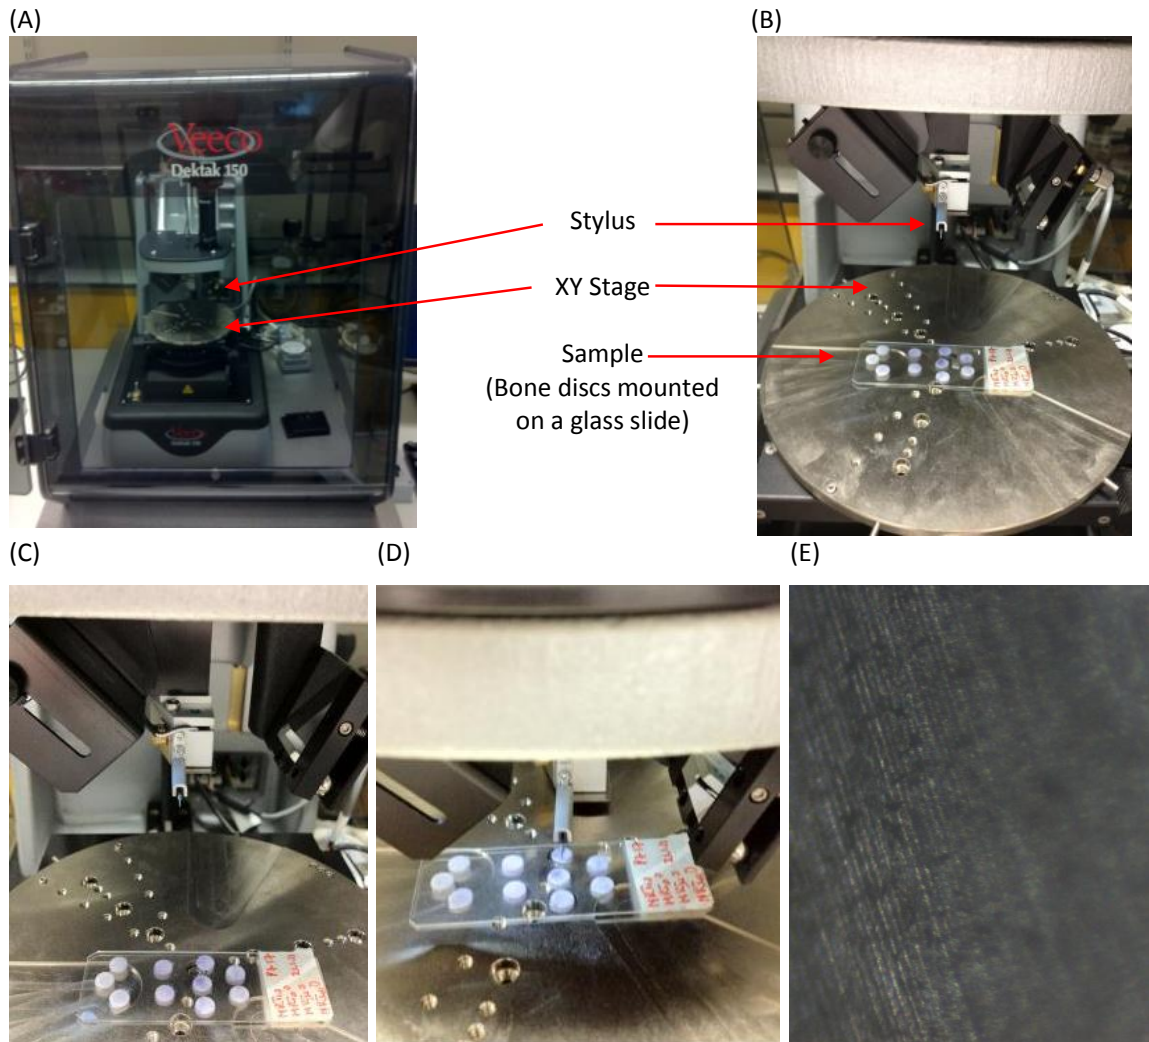 (A)
(B)
Veeco
Dektak 150
Stylus
XY Stage
Sample
(Bone discs mounted
on a glass slide)
(C)
(D)
(E)